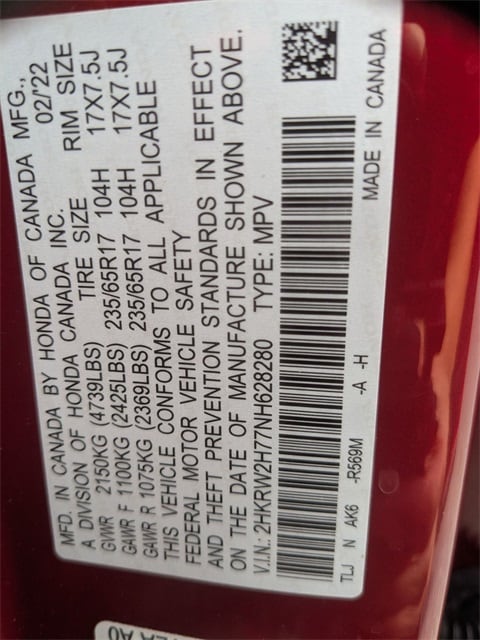 MFD. IN CANADA BY HONDA OF CANADA MFG.,
A DIVISION OF HONDA CANADA INC. 02/'22
TIRE SIZE RIM SIZE
GVWR 2150KG (4739LBS)
GAWR F 1100KG (2425LBS) 235/65R17 104H 17X7.5J
GAWR R 1075KG (2369LBS) 235/65R17 104H 17X7.5J
THIS VEHICLE CONFORMS TO ALL APPLICABLE
FEDERAL MOTOR VEHICLE SAFETY
AND THEFT PREVENTION STANDARDS IN EFFECT
ON THE DATE OF MANUFACTURE SHOWN ABOVE.
V.I.N.: 2HKRW2H77NH628280 TYPE: MPV
TLJ N AK6 -R569M -A -H
MADE IN CANADA